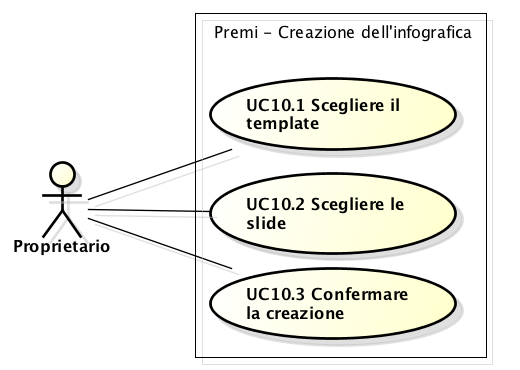 Premi - Creazione dell'infografica
UC10.1 Scegliere il
template
UC10.2 Scegliere le
slide
Proprietario
UC10.3 Confermare
la creazione